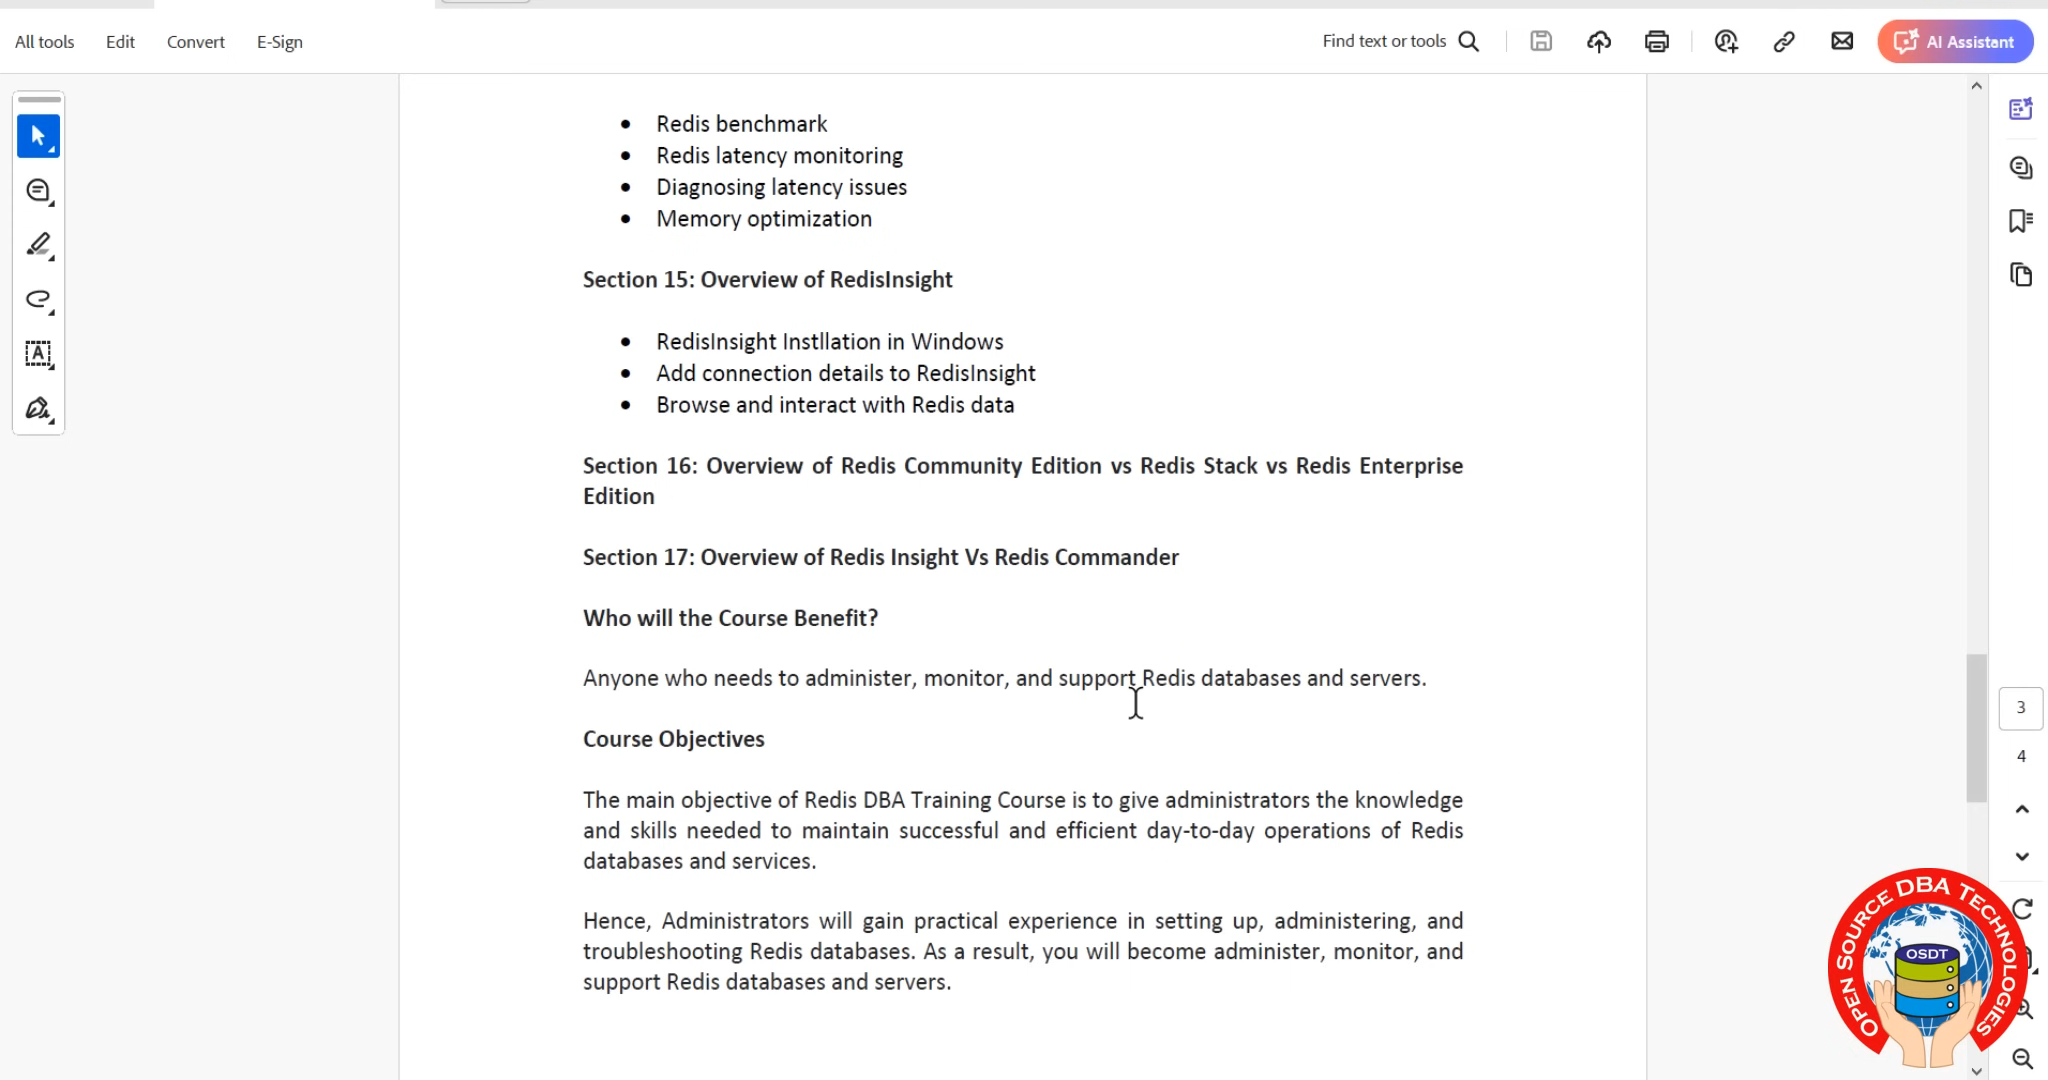 All tools Edit Convert E-Sign Find text or tools AI Assistant
Redis benchmark
Redis latency monitoring
Diagnosing latency issues
Memory optimization
Section 15: Overview of RedisInsight
RedisInsight Instllation in Windows
Add connection details to RedisInsight
Browse and interact with Redis data
Section 16: Overview of Redis Community Edition vs Redis Stack vs Redis Enterprise
Edition
Section 17: Overview of Redis Insight Vs Redis Commander
Who will the Course Benefit?
Anyone who needs to administer, monitor, and support Redis databases and servers.
Course Objectives
The main objective of Redis DBA Training Course is to give administrators the knowledge
and skills needed to maintain successful and efficient day-to-day operations of Redis
databases and services.
Hence, Administrators will gain practical experience in setting up, administering, and
troubleshooting Redis databases. As a result, you will become administer, monitor, and
support Redis databases and servers.
3
4
OPEN SOURCE DBA TECHNOLOGIES
OSDT